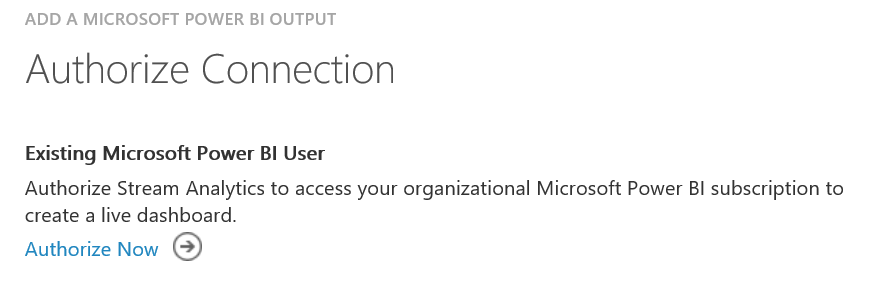 ADD A MICROSOFT POWER BI OUTPUT
Authorize Connection
Existing Microsoft Power BI User
Authorize Stream Analytics to access your organizational Microsoft Power BI subscription to
create a live dashboard.
Authorize Now